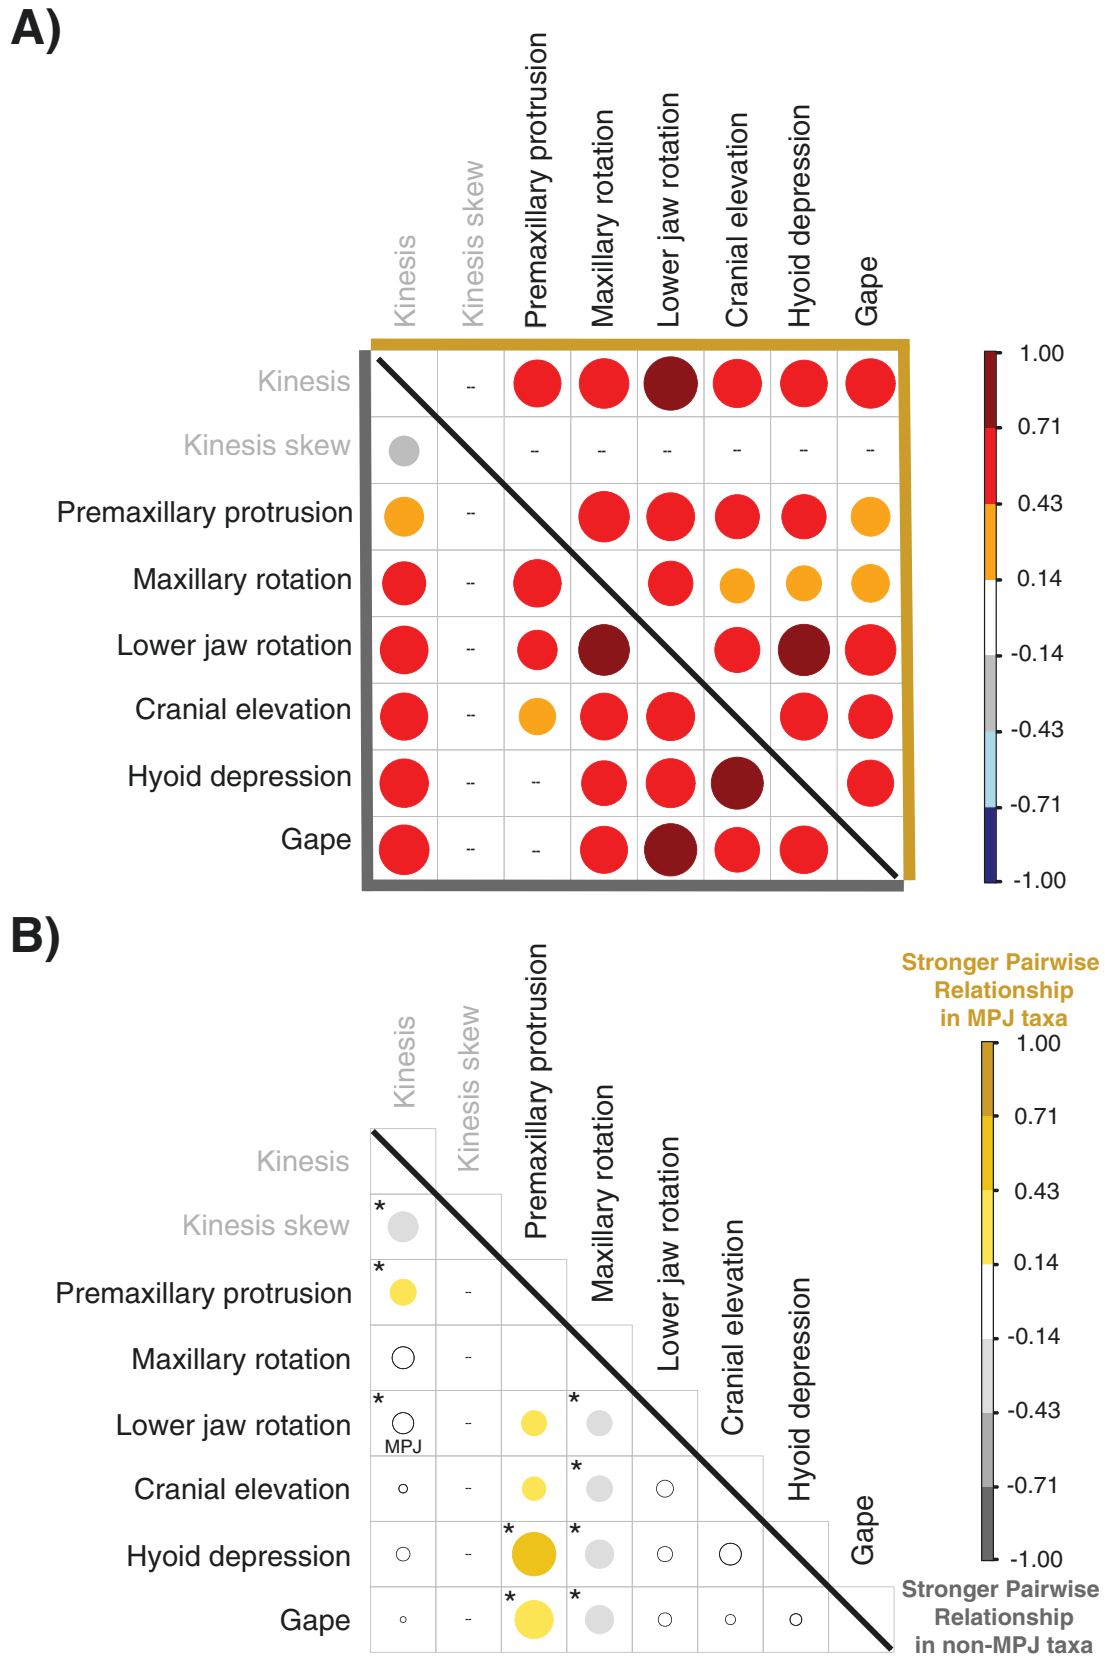 A)
Kinesis
Kinesis skew
Premaxillary protrusion
Maxillary rotation
Lower jaw rotation
Cranial elevation
Hyoid depression
Gape
Kinesis -- 
Kinesis skew -- -- -- -- -- --
Premaxillary protrusion --
Maxillary rotation --
Lower jaw rotation --
Cranial elevation --
Hyoid depression -- --
Gape -- --
1.00
0.71
0.43
0.14
-0.14
-0.43
-0.71
-1.00
B)
Kinesis
Kinesis skew
Premaxillary protrusion
Maxillary rotation
Lower jaw rotation
Cranial elevation
Hyoid depression
Gape
Kinesis
Kinesis skew *
Premaxillary protrusion * --
Maxillary rotation --
Lower jaw rotation * -- *
MPJ
Cranial elevation -- *
Hyoid depression -- * *
Gape -- * *
Stronger Pairwise
Relationship
in MPJ taxa
1.00
0.71
0.43
0.14
-0.14
-0.43
-0.71
-1.00
Stronger Pairwise
Relationship
in non-MPJ taxa